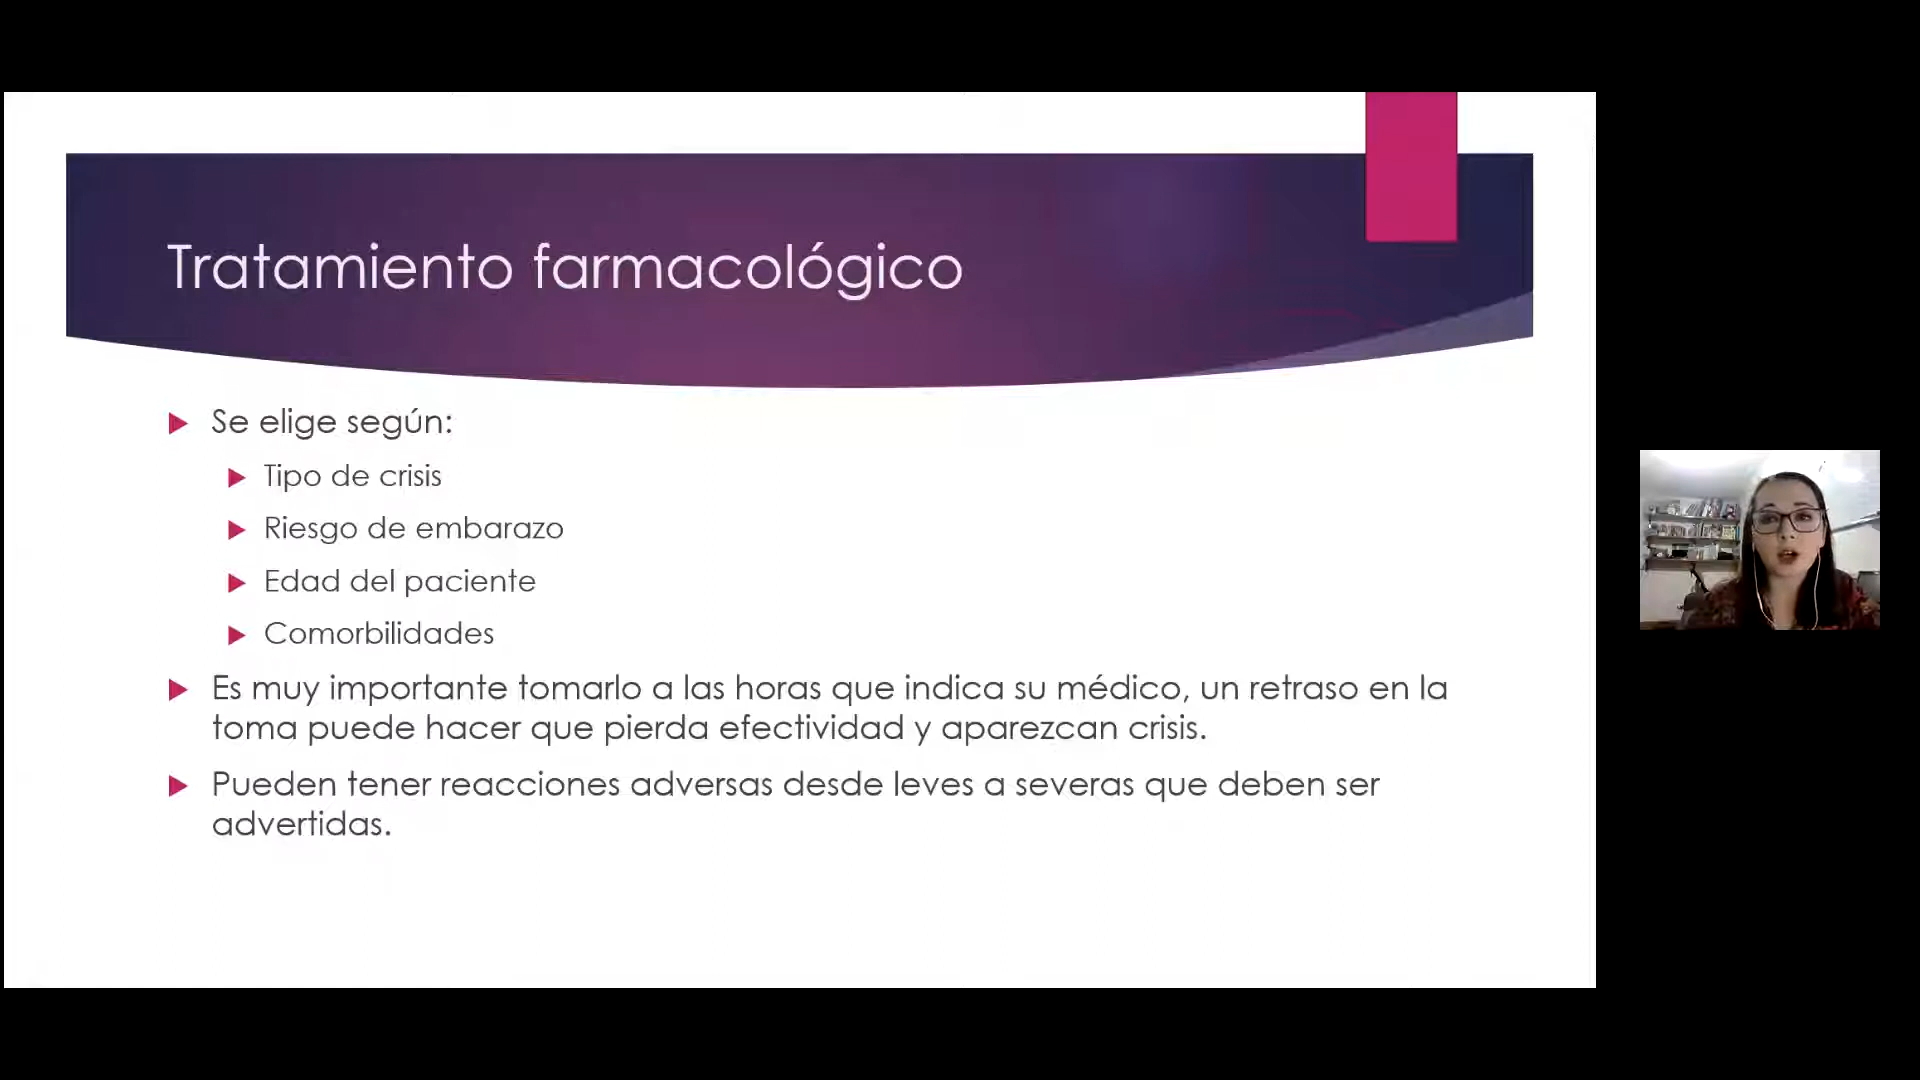 Tratamiento farmacológico
Se elige según:
Tipo de crisis
Riesgo de embarazo
Edad del paciente
Comorbilidades
Es muy importante tomarlo a las horas que indica su médico, un retraso en la
toma puede hacer que pierda efectividad y aparezcan crisis.
Pueden tener reacciones adversas desde leves a severas que deben ser
advertidas.